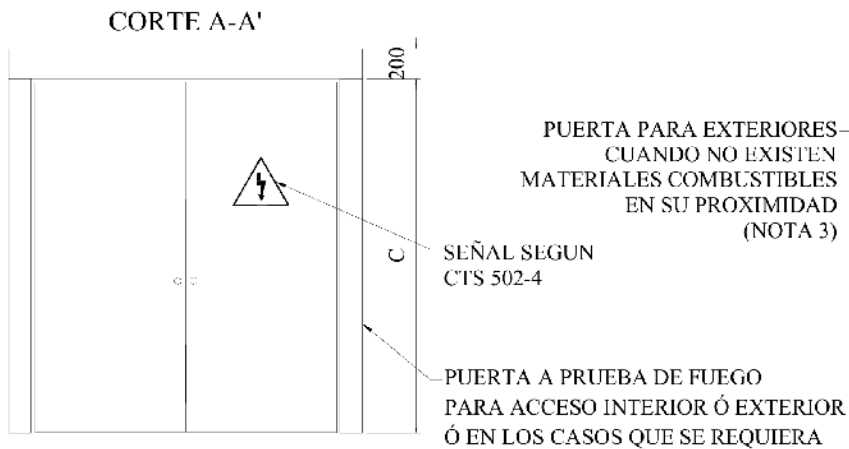 CORTE A-A'
200
PUERTA PARA EXTERIORES
CUANDO NO EXISTEN
MATERIALES COMBUSTIBLES
EN SU PROXIMIDAD
(NOTA 3)
C
SEÑAL SEGUN
CTS 502-4
PUERTA A PRUEBA DE FUEGO
PARA ACCESO INTERIOR Ó EXTERIOR
Ó EN LOS CASOS QUE SE REQUIERA